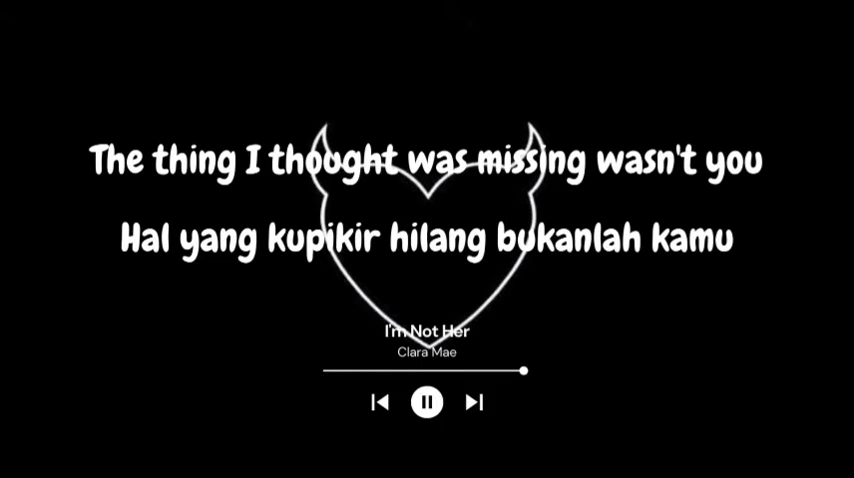 The thing I thought was missing wasn't you
Hal yang kupikir hilang bukanlah kamu
I'm Not Her
Clara Mae